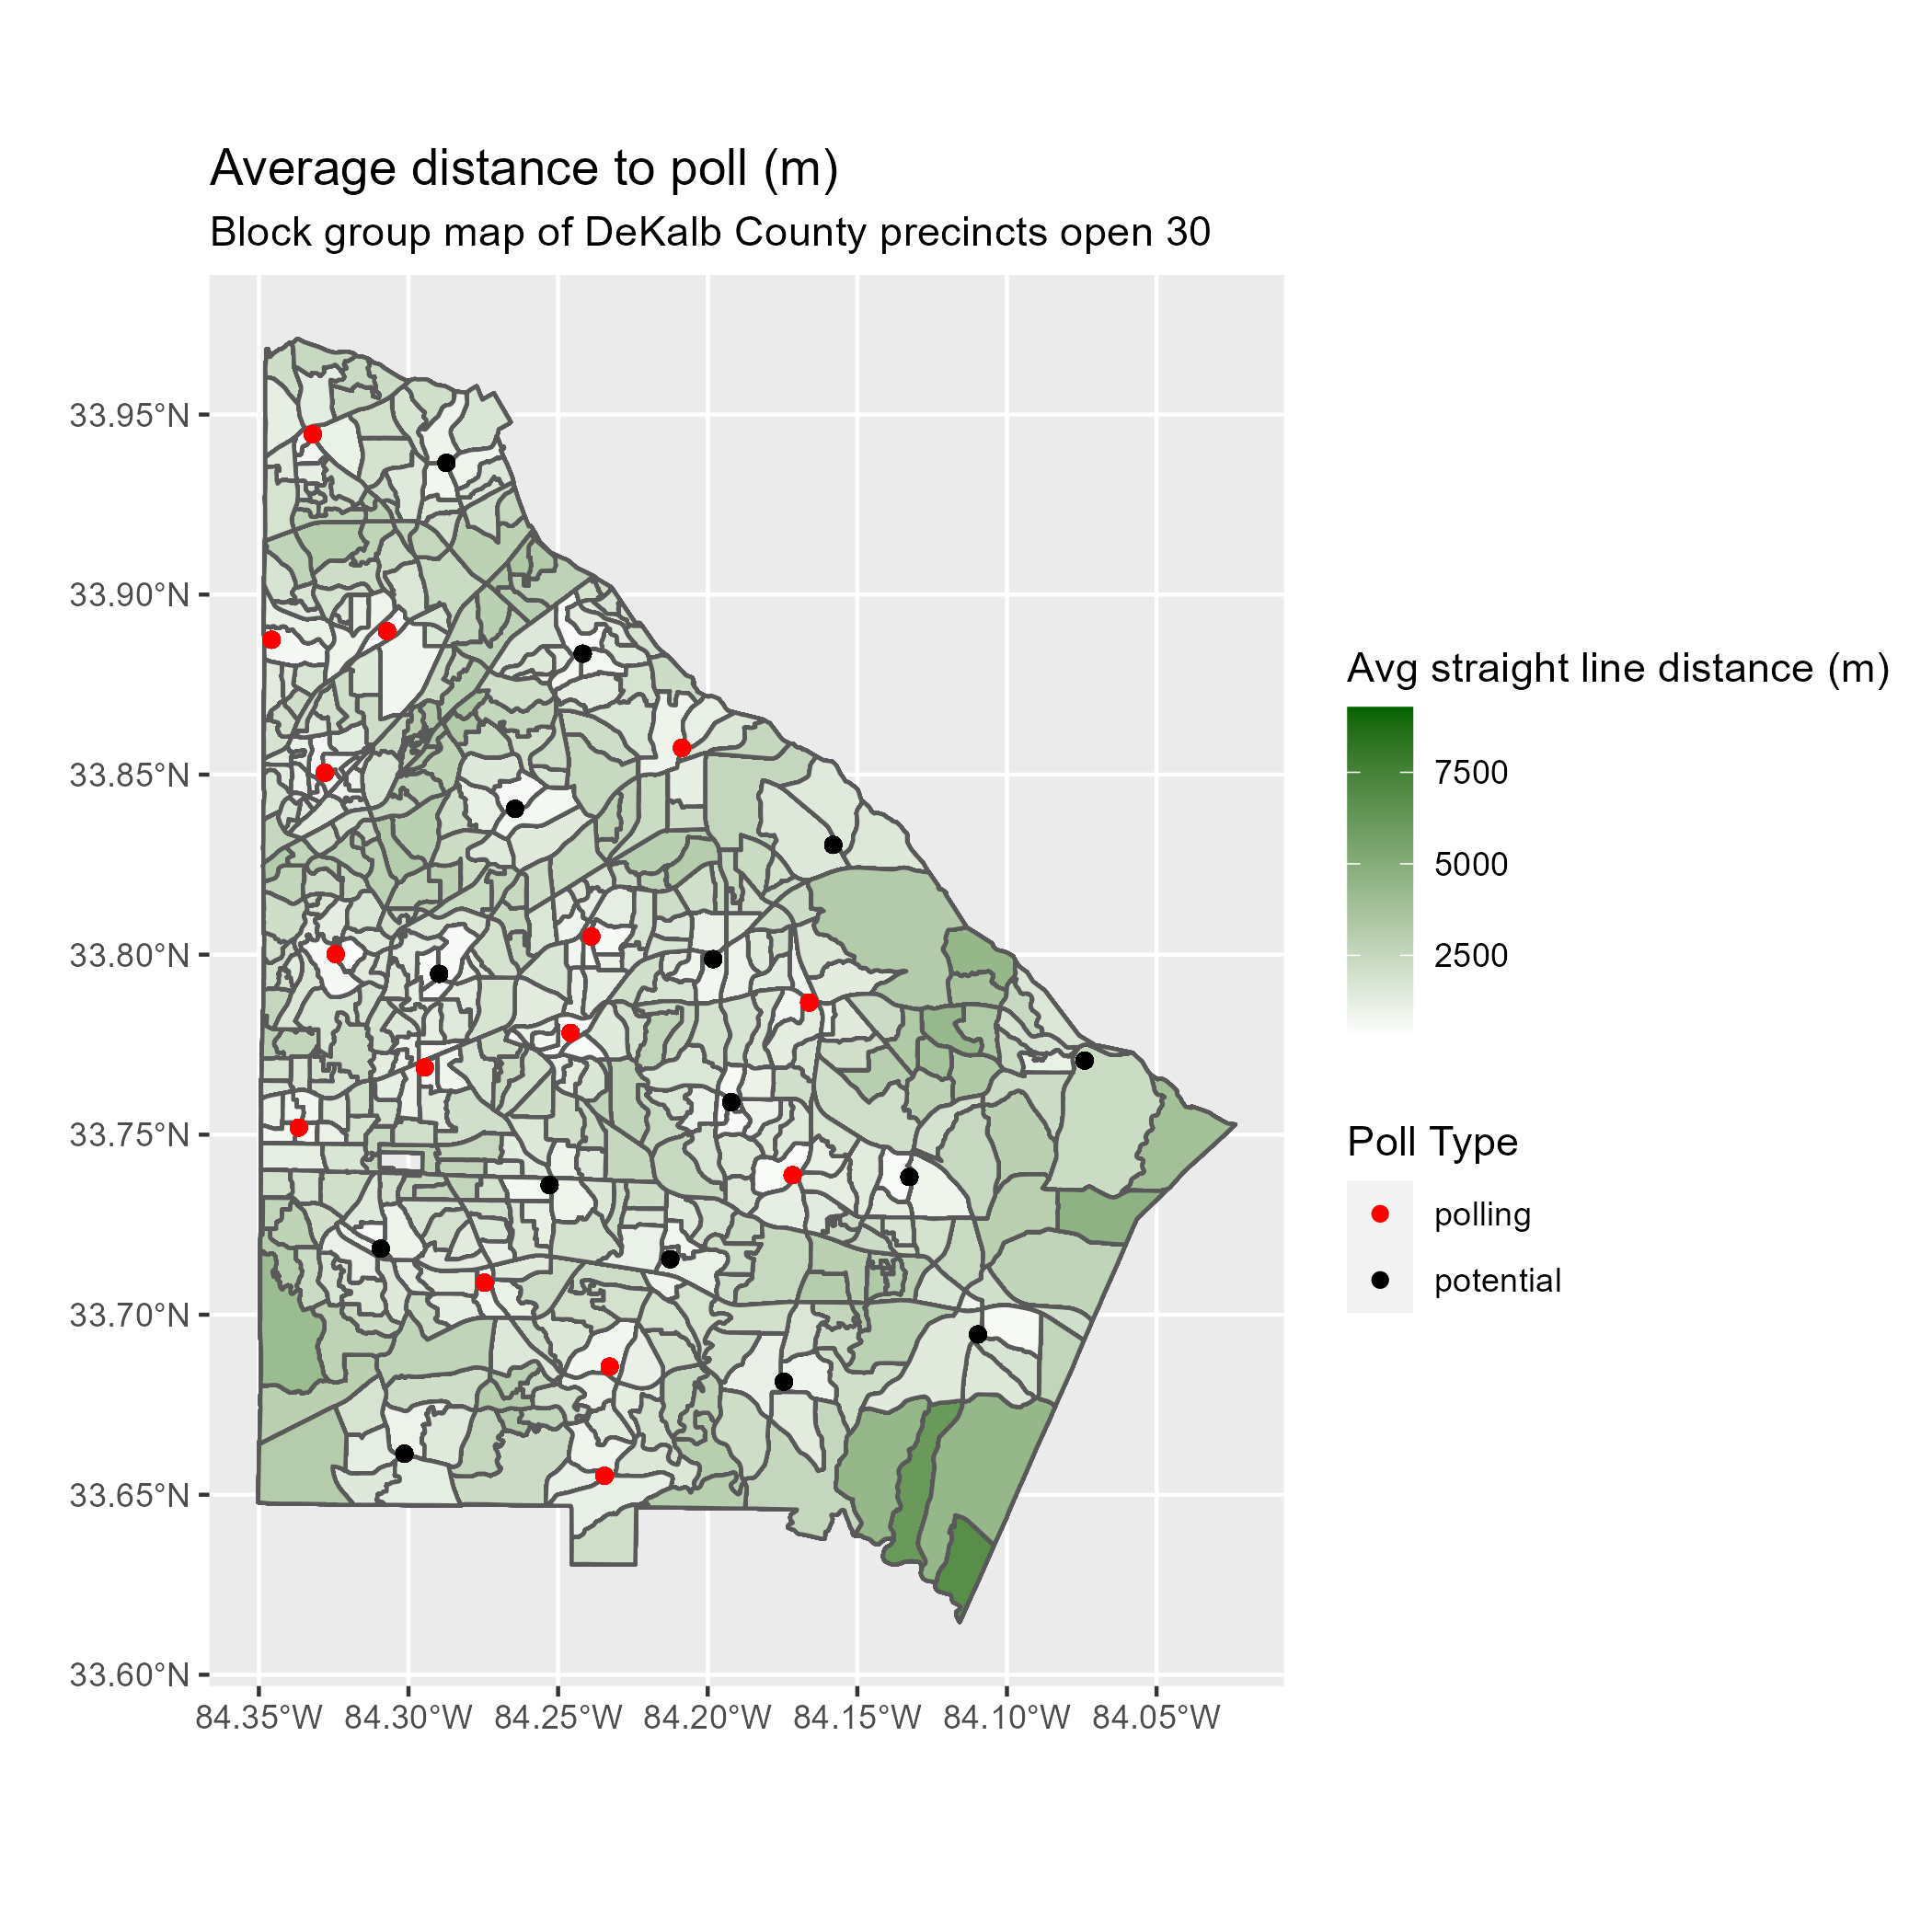 Average distance to poll (m)
Block group map of DeKalb County precincts open 30
33.95°N
33.90°N
33.85°N
33.80°N
33.75°N
33.70°N
33.65°N
33.60°N
84.35°W 84.30°W 84.25°W 84.20°W 84.15°W 84.10°W 84.05°W
Avg straight line distance (m)
7500
5000
2500
Poll Type
polling
potential